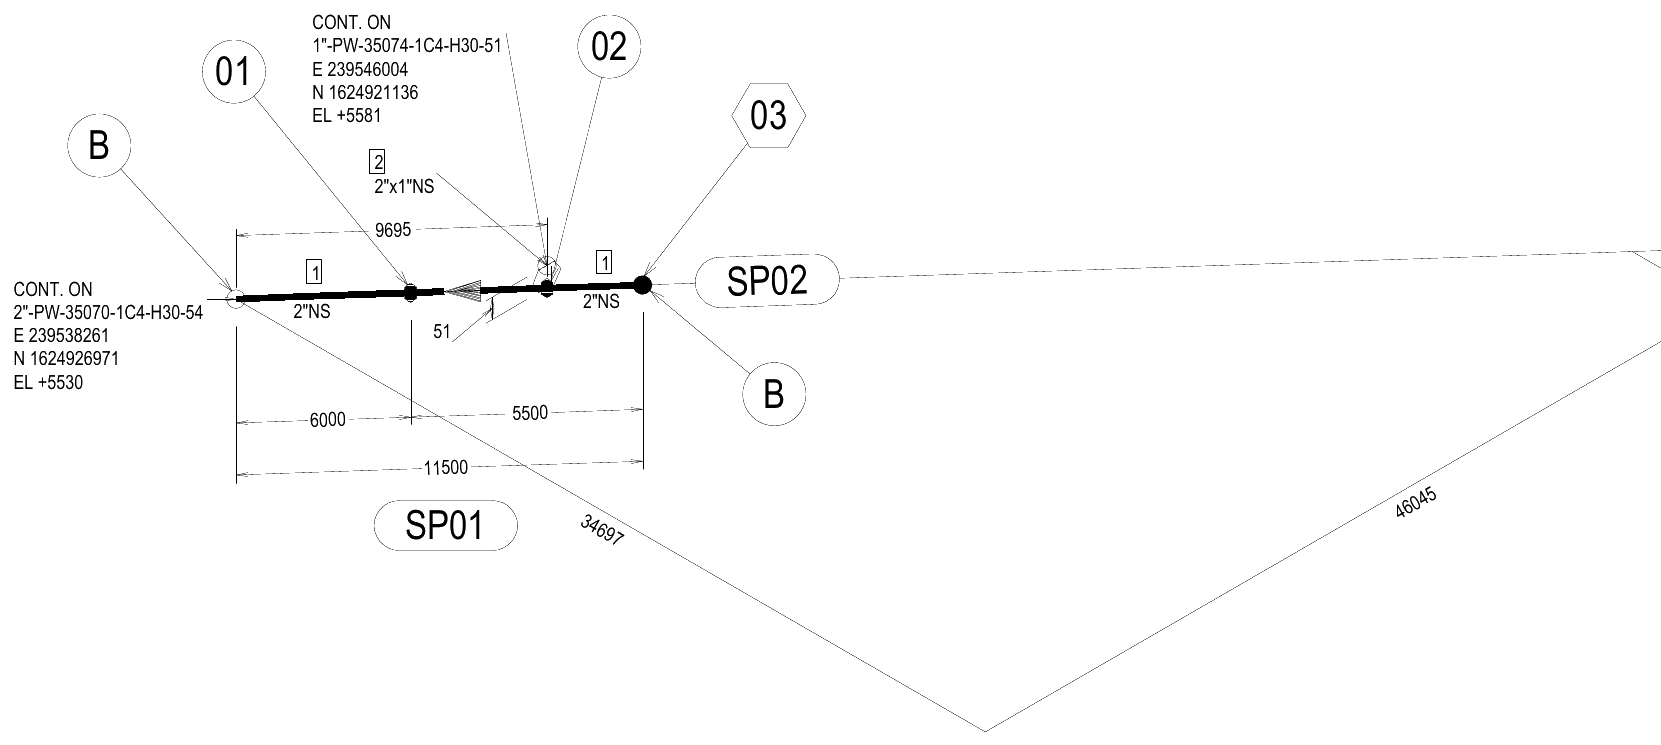 CONT. ON
1"-PW-35074-1C4-H30-51
E 239546004
N 1624921136
EL +5581
02
01
03
B
2
2"x1"NS
9695
1
1
SP02
CONT. ON
2"-PW-35070-1C4-H30-54
E 239538261
N 1624926971
EL +5530
2"NS
2"NS
51
B
6000
5500
11500
SP01
34697
46045